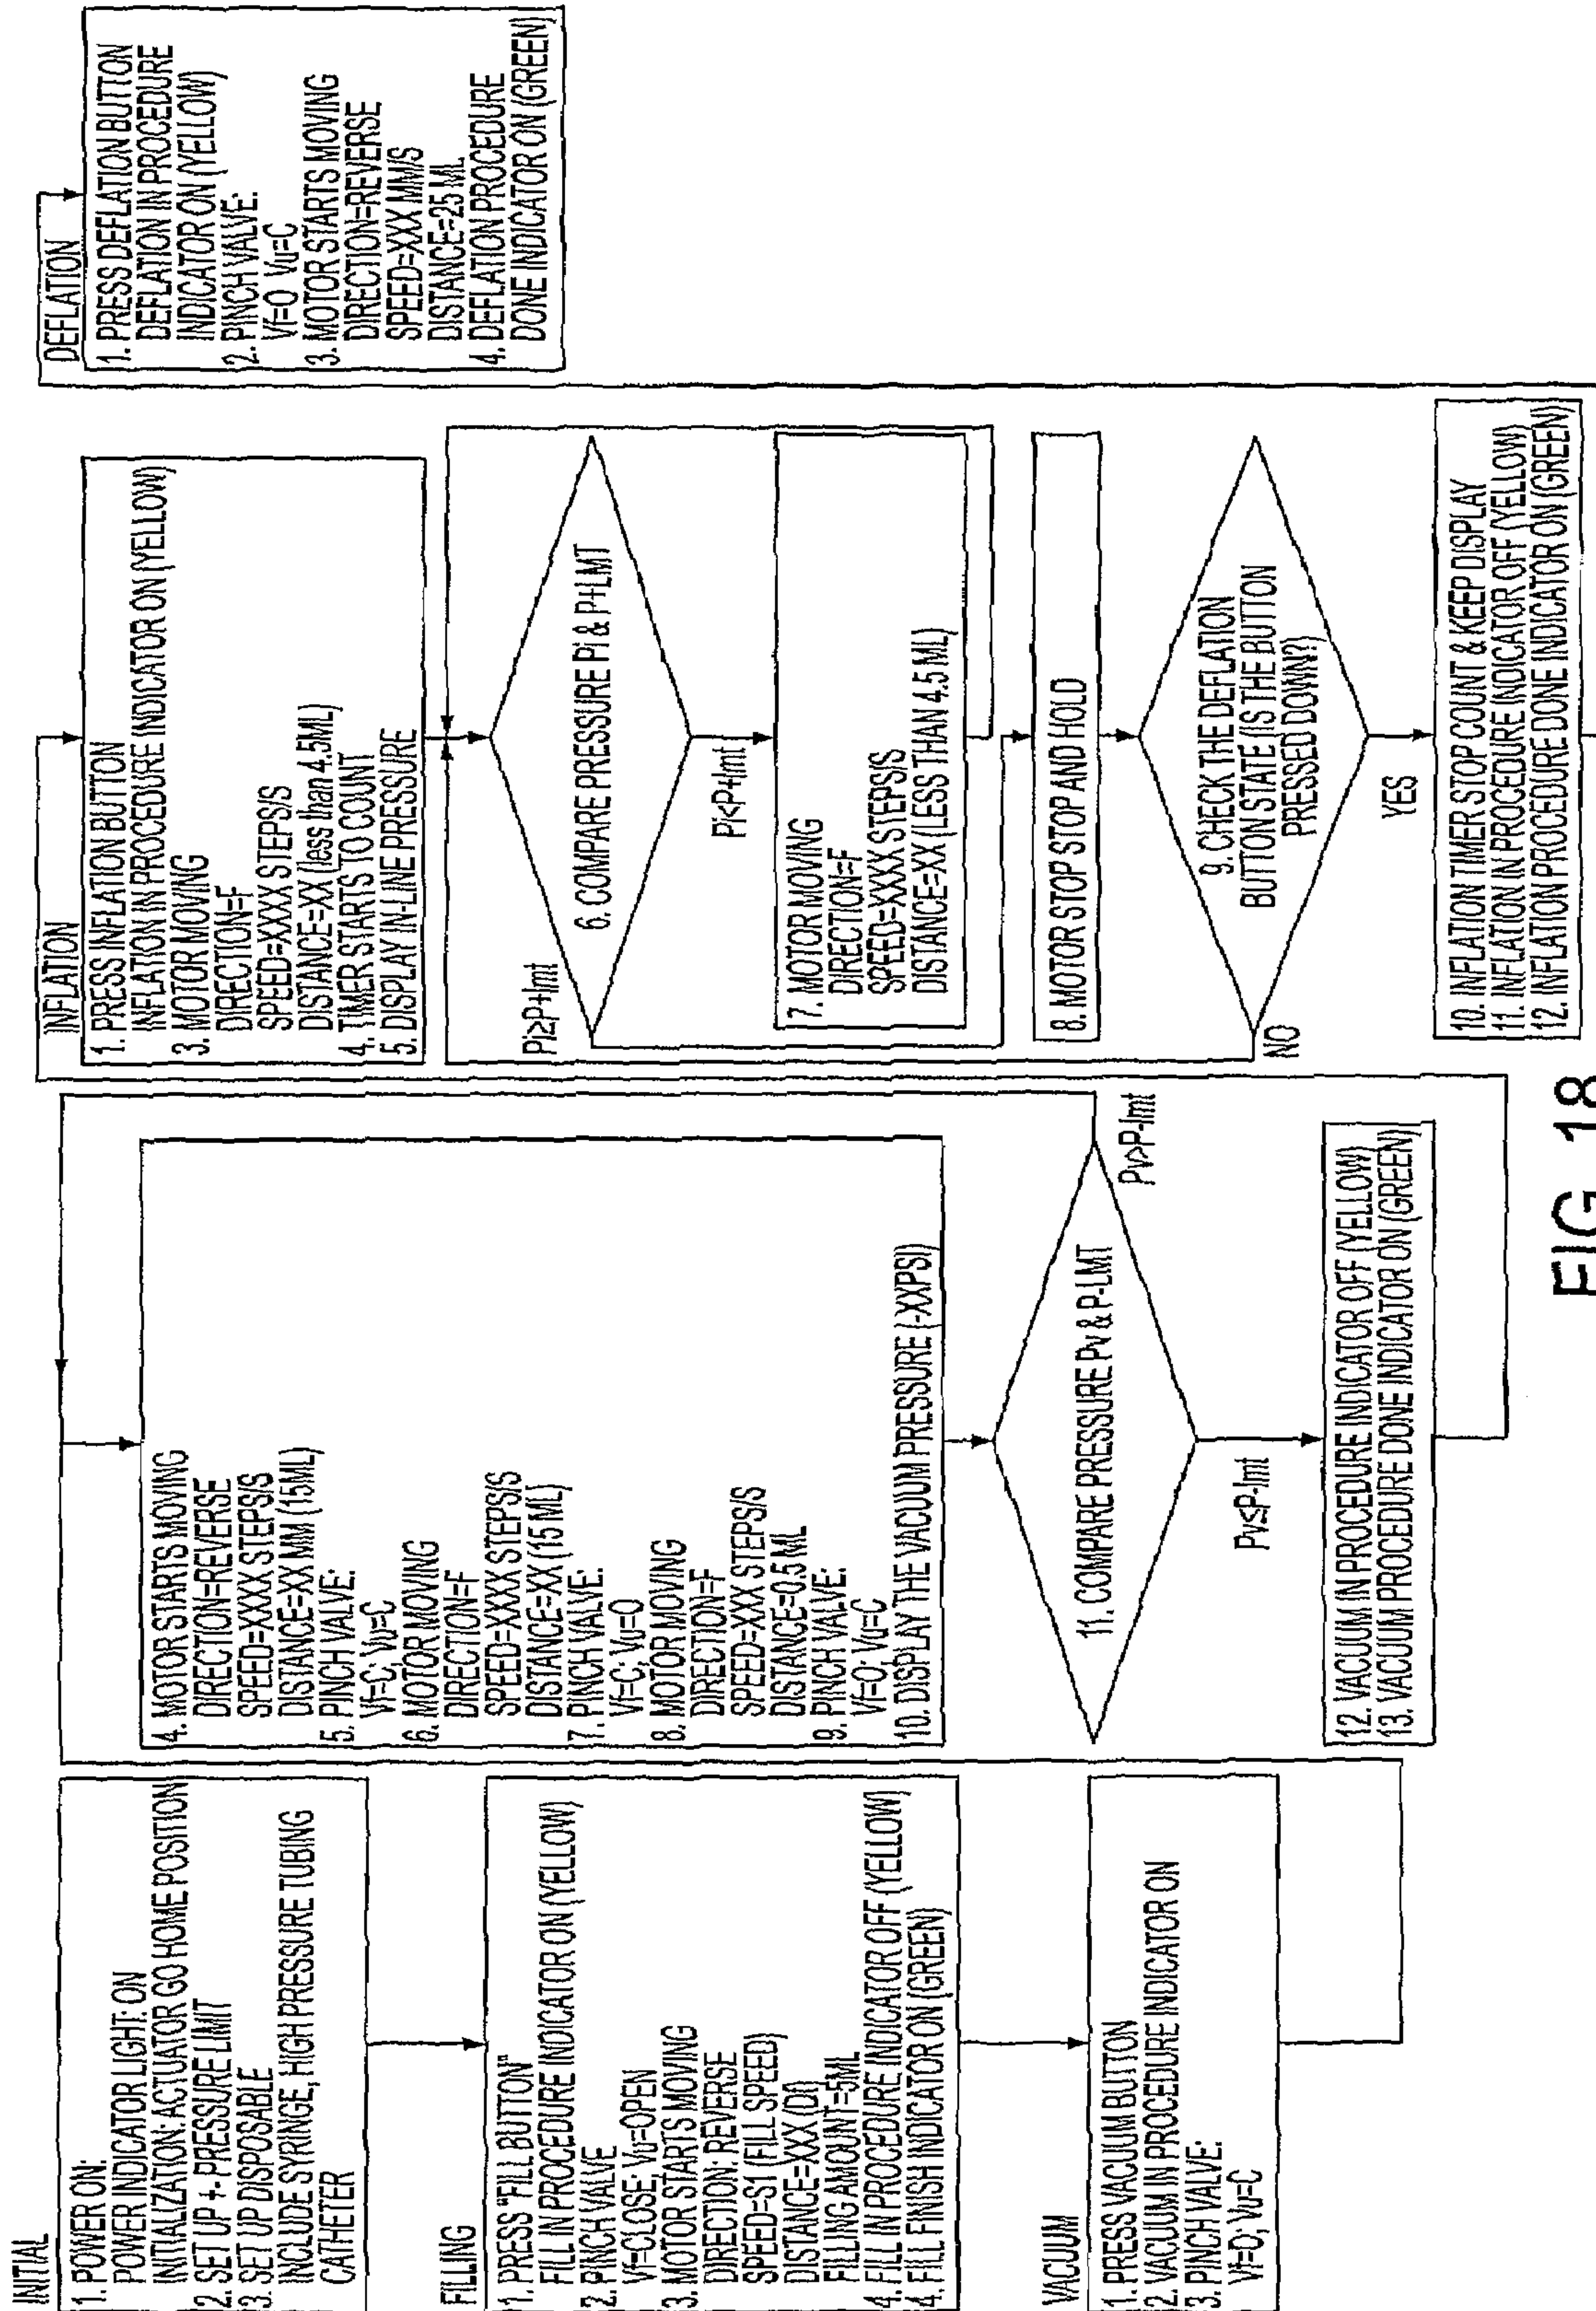 INITIAL
1. POWER ON:
POWER INDICATOR LIGHT: ON
INITIALIZATION: ACTUATOR GO HOME POSITION
2. SET UP +- PRESSURE LIMIT
3. SET UP DISPOSABLE
INCLUDE SYRINGE, HIGH PRESSURE TUBING
CATHETER
FILLING
1. PRESS "FILL BUTTON"
FILL IN PROCEDURE INDICATOR ON (YELLOW)
2. PINCH VALVE
Vf=CLOSE; Vu=OPEN
3. MOTOR STARTS MOVING
DIRECTION: REVERSE
SPEED=S1 (FILL SPEED)
DISTANCE=XXX (Df)
FILLING AMOUNT=5ML
4. FILL IN PROCEDURE INDICATOR OFF (YELLOW)
4. FILL FINISH INDICATOR ON (GREEN)
VACUUM
1. PRESS VACUUM BUTTON
2. VACUUM IN PROCEDURE INDICATOR ON
3. PINCH VALVE:
Vf=O; Vu=C
4. MOTOR STARTS MOVING
DIRECTION=REVERSE
SPEED=XXXX STEPS/S
DISTANCE=XX MM (15ML)
5. PINCH VALVE:
Vf=C; Vu=C
6. MOTOR MOVING
DIRECTION=F
SPEED=XXXX STEPS/S
DISTANCE=XX (15 ML)
7. PINCH VALVE:
Vf=C; Vu=O
8. MOTOR MOVING
DIRECTION=F
SPEED=XXX STEPS/S
DISTANCE=0.5 ML
9. PINCH VALVE:
Vf=O; Vu=C
10. DISPLAY THE VACUUM PRESSURE (-XXPSI)
11. COMPARE PRESSURE Pv & P-LMT
Pv>P-lmt
Pv≤P-lmt
12. VACUUM IN PROCEDURE INDICATOR OFF (YELLOW)
13. VACUUM PROCEDURE DONE INDICATOR ON (GREEN)
INFLATION
1. PRESS INFLATION BUTTON
INFLATION IN PROCEDURE INDICATOR ON (YELLOW)
3. MOTOR MOVING
DIRECTION=F
SPEED=XXXX STEPS/S
DISTANCE=XX (less than 4.5ML)
4. TIMER STARTS TO COUNT
5. DISPLAY IN-LINE PRESSURE
Pi≥P+lmt
6. COMPARE PRESSURE Pi & P+LMT
Pi<P+lmt
7. MOTOR MOVING
DIRECTION=F
SPEED=XXXX STEPS/S
DISTANCE=XX (LESS THAN 4.5 ML)
8. MOTOR STOP STOP AND HOLD
9. CHECK THE DEFLATION
BUTTON STATE (IS THE BUTTON
PRESSED DOWN?)
NO
YES
10. INFLATION TIMER STOP COUNT & KEEP DISPLAY
11. INFLATION IN PROCEDURE INDICATOR OFF (YELLOW)
12. INFLATION PROCEDURE DONE INDICATOR ON (GREEN)
DEFLATION
1. PRESS DEFLATION BUTTON
DEFLATION IN PROCEDURE
INDICATOR ON (YELLOW)
2. PINCH VALVE:
Vf=O Vu=C
3. MOTOR STARTS MOVING
DIRECTION=REVERSE
SPEED=XXX MM/S
DISTANCE=25 ML
4. DEFLATION PROCEDURE
DONE INDICATOR ON (GREEN)
FIG. 18